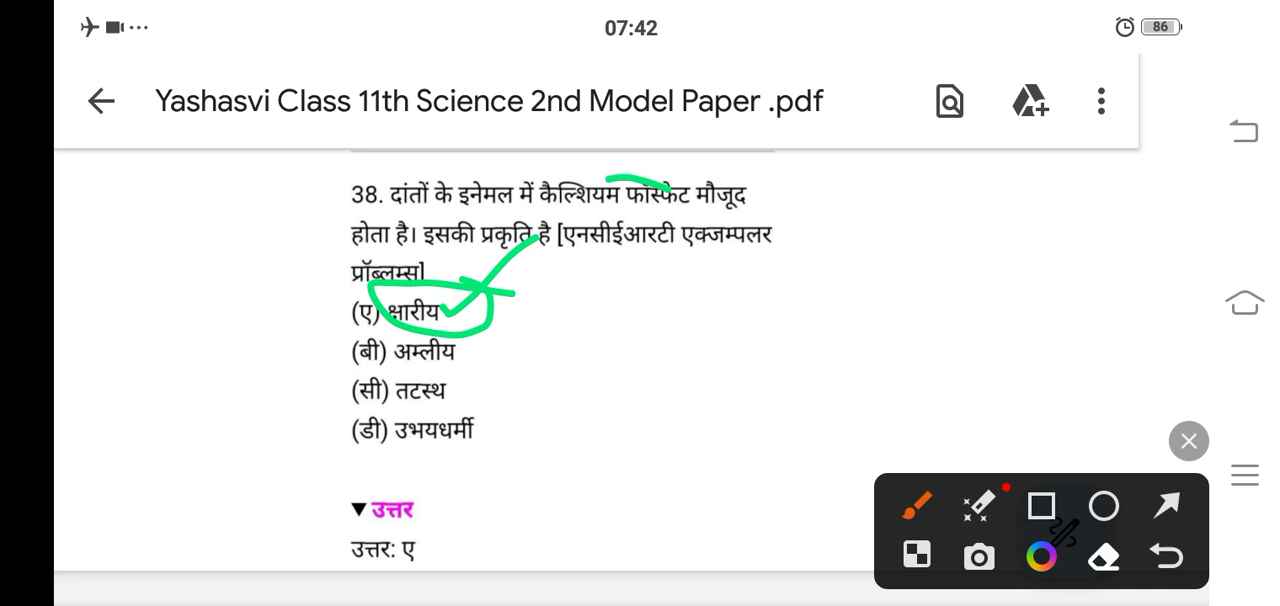 07:42
86
Yashasvi Class 11th Science 2nd Model Paper .pdf
38. दांतों के इनेमल में कैल्शियम फॉस्फेट मौजूद
होता है। इसकी प्रकृति है [एनसीईआरटी एक्जम्पलर
प्रॉब्लम्स]
(ए) क्षारीय
(बी) अम्लीय
(सी) तटस्थ
(डी) उभयधर्मी
▼ उत्तर
उत्तर: ए